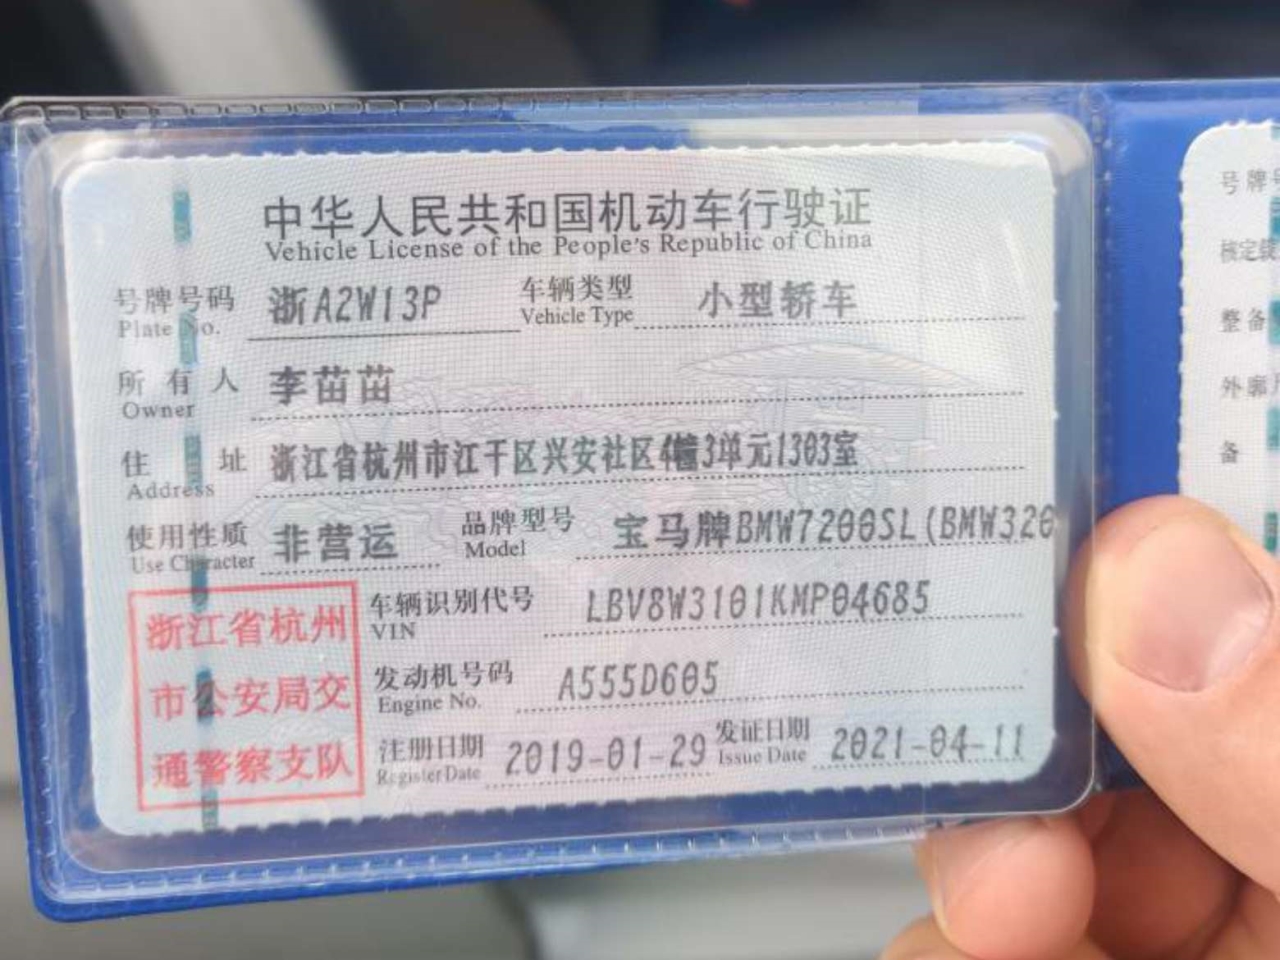 中华人民共和国机动车行驶证
Vehicle License of the People's Republic of China
号牌号码 浙A2W13P 车辆类型 小型轿车
Plate No. Vehicle Type
所有人 李苗苗
Owner
住址 浙江省杭州市江干区兴安社区4幢3单元1303室
Address
使用性质 非营运 品牌型号 宝马牌BMW7200SL(BMW320
Use Character Model
浙江省杭州
市公安局交
通警察支队
车辆识别代号 LBV8W3101KMP04685
VIN
发动机号码 A555D605
Engine No.
注册日期 2019-01-29 发证日期 2021-04-11
Register Date Issue Date
号牌号
核定载
整备
外廓
备